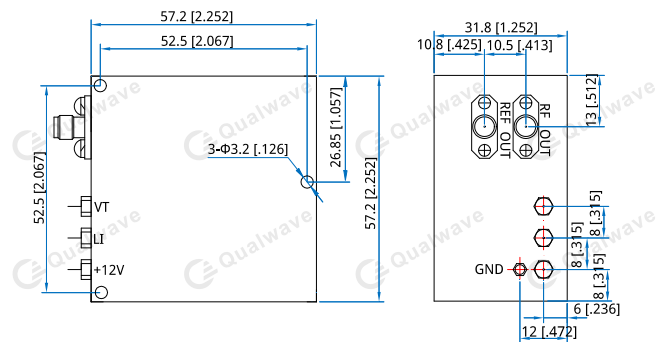 57.2 [2.252]
52.5 [2.067]
52.5 [2.067]
3-Φ3.2 [.126]
26.85 [1.057]
57.2 [2.252]
VT
LI
+12V
31.8 [1.252]
10.8 [.425]
10.5 [.413]
13 [.512]
REF OUT
RF OUT
8 [.315]
8 [.315]
8 [.315]
GND
6 [.236]
12 [.472]
Qualwave
Qualwave
Qualwave
Qualwave
Qualwave
Qualwave